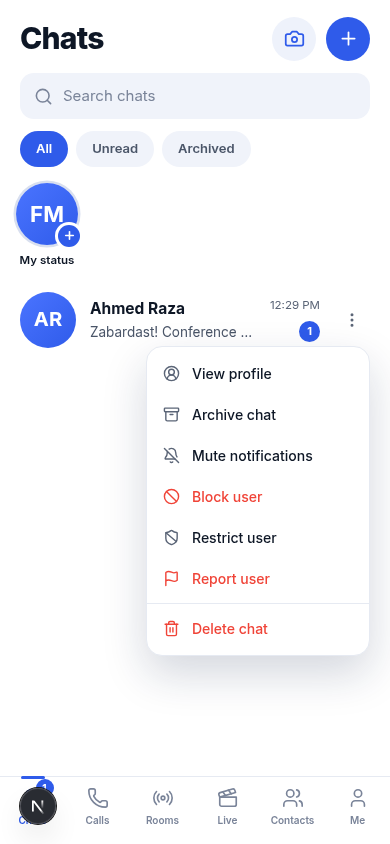 Chats
Search chats
All
Unread
Archived
FM
My status
AR
Ahmed Raza
12:29 PM
Zabardast! Conference ...
1
View profile
Archive chat
Mute notifications
Block user
Restrict user
Report user
Delete chat
N
Calls
Rooms
Live
Contacts
Me